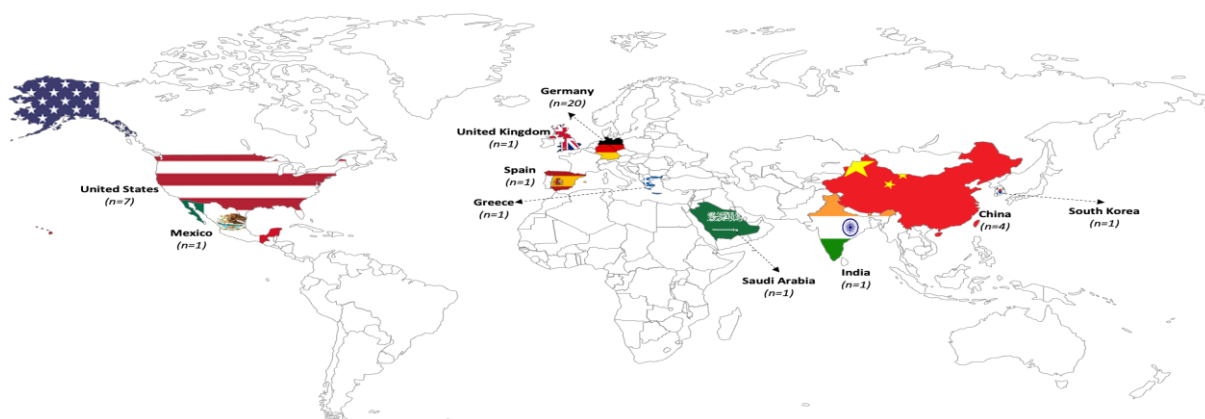 Germany
(n=20)
United Kingdom
(n=1)
Spain
(n=1)
Greece
(n=1)
United States
(n=7)
Mexico
(n=1)
Saudi Arabia
(n=1)
India
(n=1)
China
(n=4)
South Korea
(n=1)